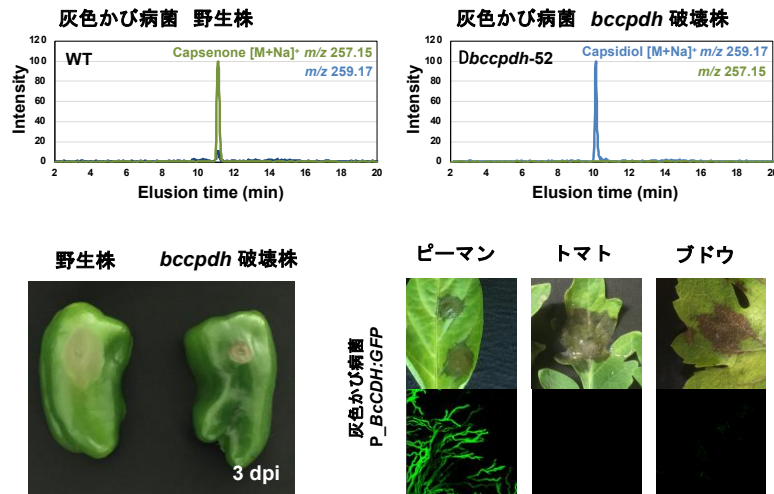 灰色かび病菌 野生株
120
100
80
60
40
20
0
Intensity
WT
Capsenone [M+Na]⁺ m/z 257.15
m/z 259.17
2 4 6 8 10 12 14 16 18 20
Elusion time (min)
灰色かび病菌 bccpdh 破壊株
120
100
80
60
40
20
0
Intensity
Dbccpdh-52
Capsidiol [M+Na]⁺ m/z 259.17
m/z 257.15
2 4 6 8 10 12 14 16 18 20
Elusion time (min)
野生株 bccpdh 破壊株
3 dpi
ピーマン トマト ブドウ
灰色かび病菌
P_BcCDH:GFP